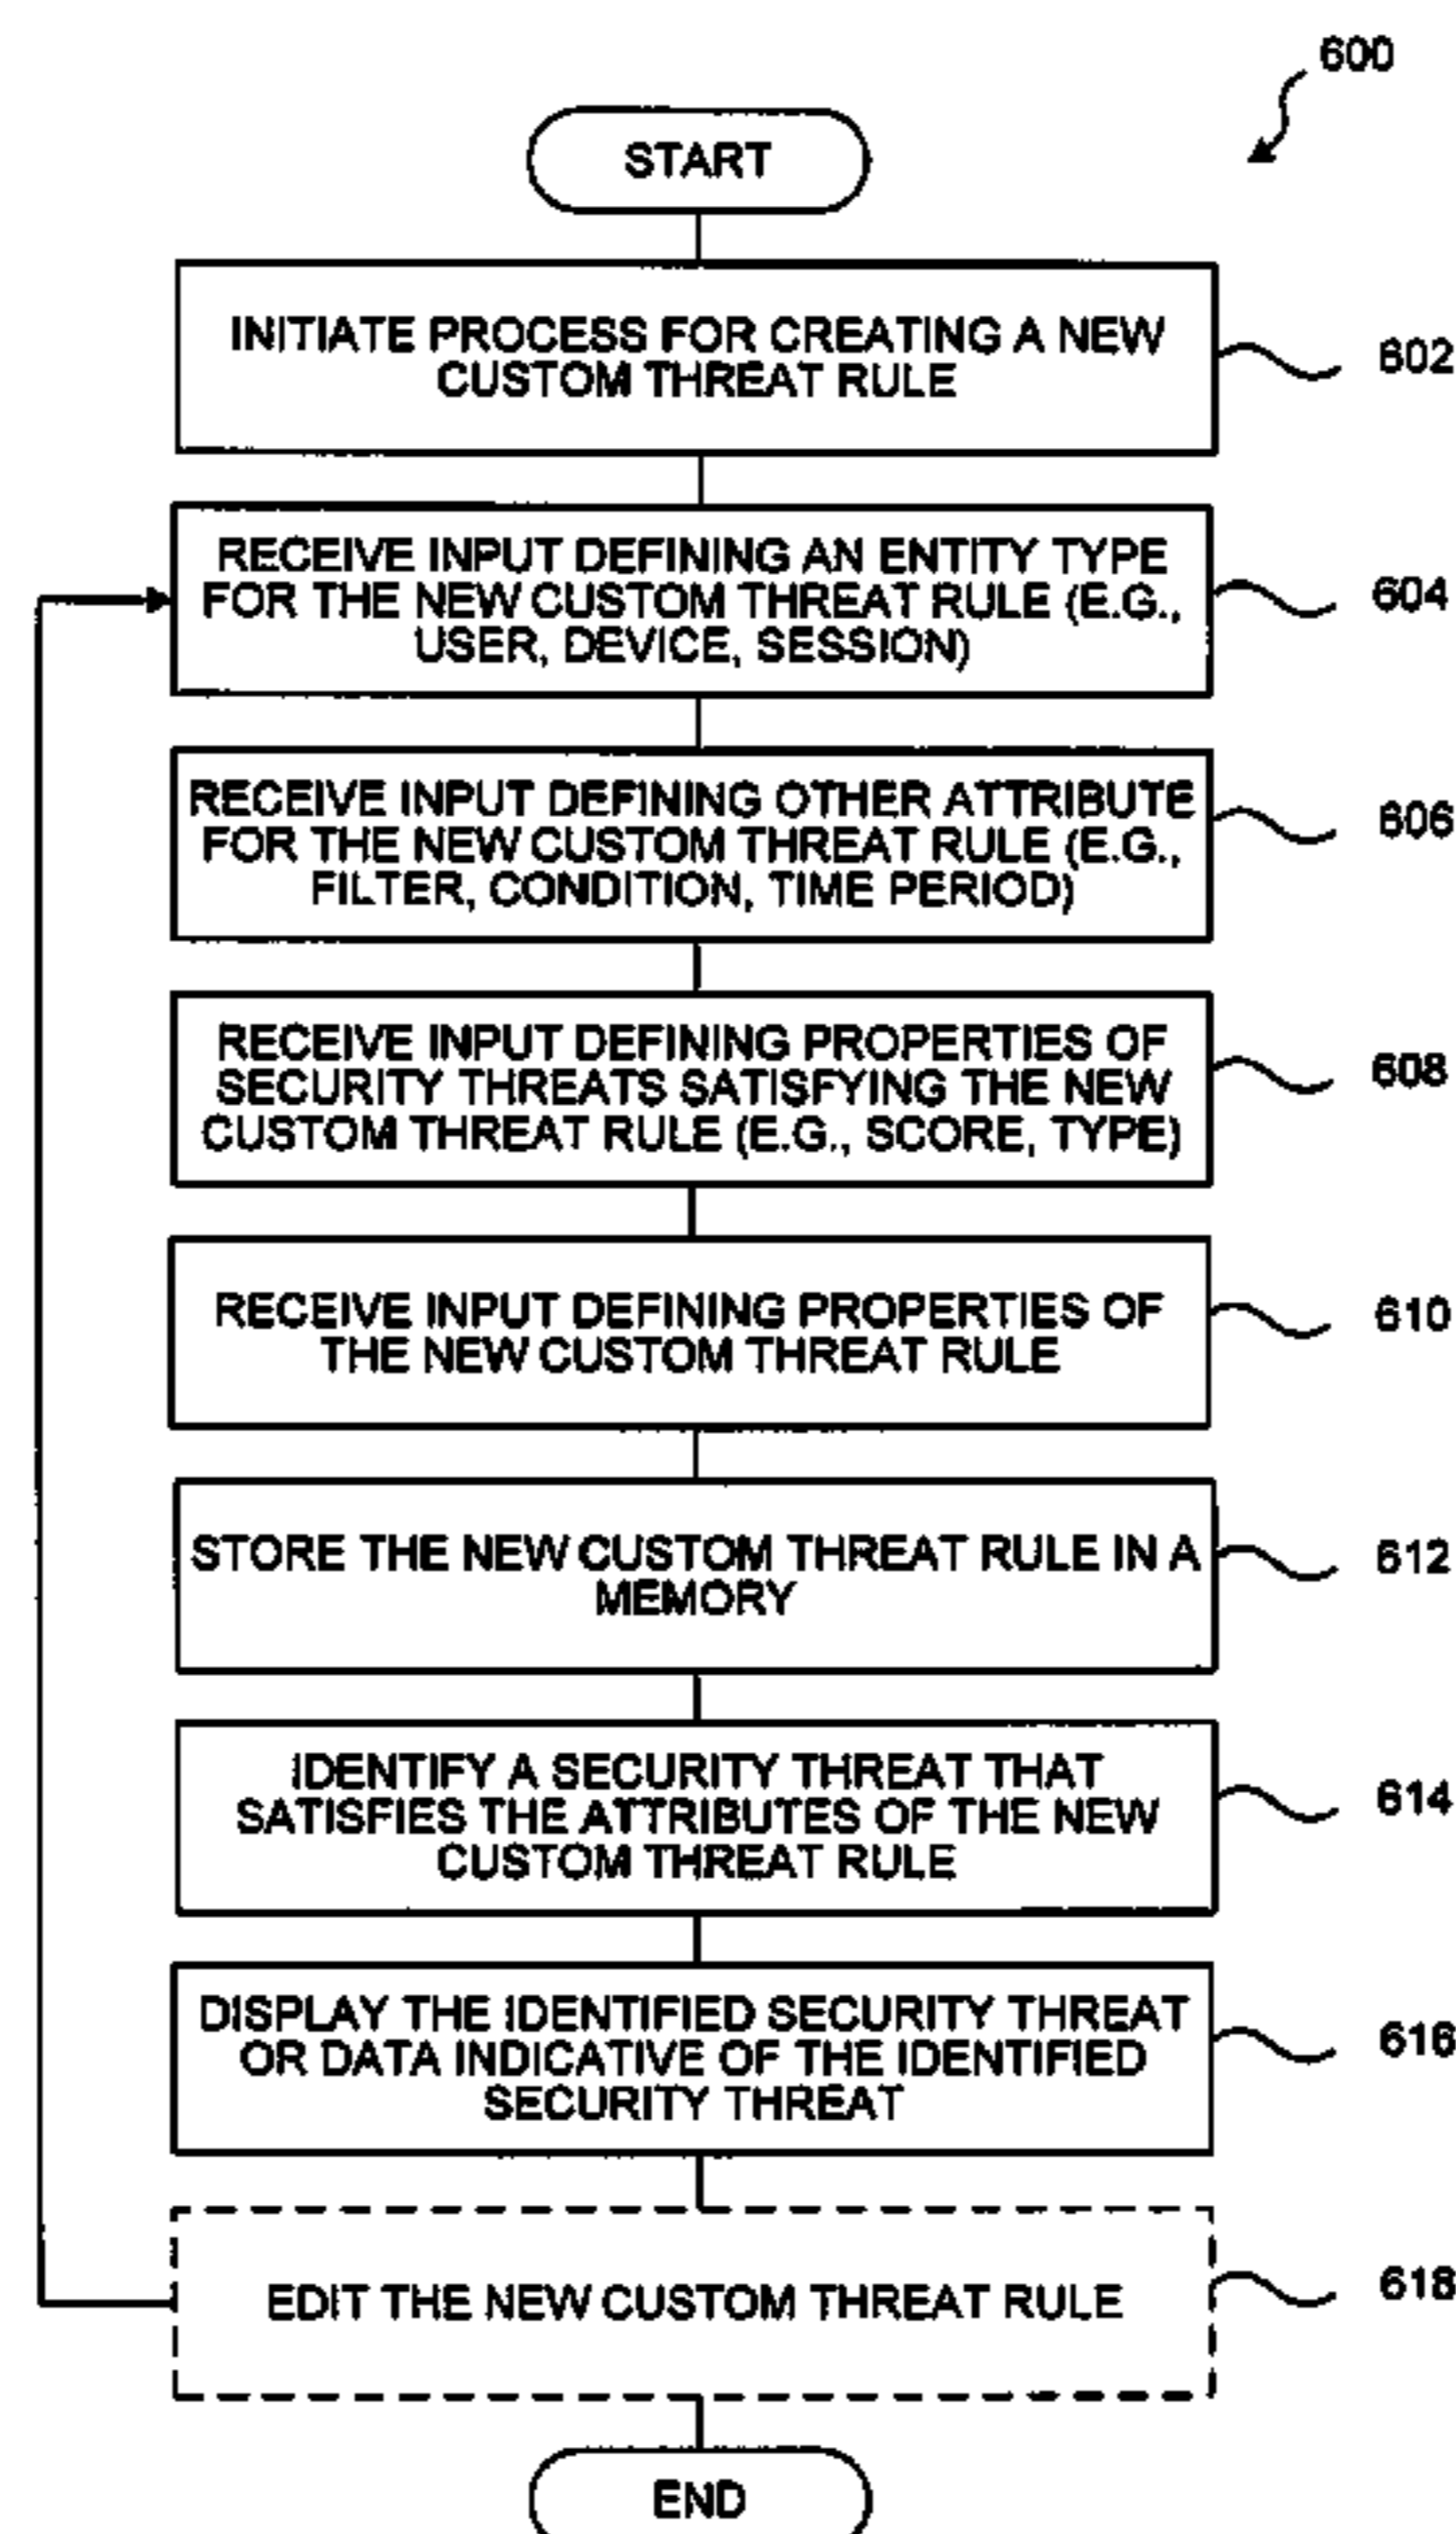 600
START
INITIATE PROCESS FOR CREATING A NEW
CUSTOM THREAT RULE
602
RECEIVE INPUT DEFINING AN ENTITY TYPE
FOR THE NEW CUSTOM THREAT RULE (E.G.,
USER, DEVICE, SESSION)
604
RECEIVE INPUT DEFINING OTHER ATTRIBUTE
FOR THE NEW CUSTOM THREAT RULE (E.G.,
FILTER, CONDITION, TIME PERIOD)
606
RECEIVE INPUT DEFINING PROPERTIES OF
SECURITY THREATS SATISFYING THE NEW
CUSTOM THREAT RULE (E.G., SCORE, TYPE)
608
RECEIVE INPUT DEFINING PROPERTIES OF
THE NEW CUSTOM THREAT RULE
610
STORE THE NEW CUSTOM THREAT RULE IN A
MEMORY
612
IDENTIFY A SECURITY THREAT THAT
SATISFIES THE ATTRIBUTES OF THE NEW
CUSTOM THREAT RULE
614
DISPLAY THE IDENTIFIED SECURITY THREAT
OR DATA INDICATIVE OF THE IDENTIFIED
SECURITY THREAT
616
EDIT THE NEW CUSTOM THREAT RULE
618
END